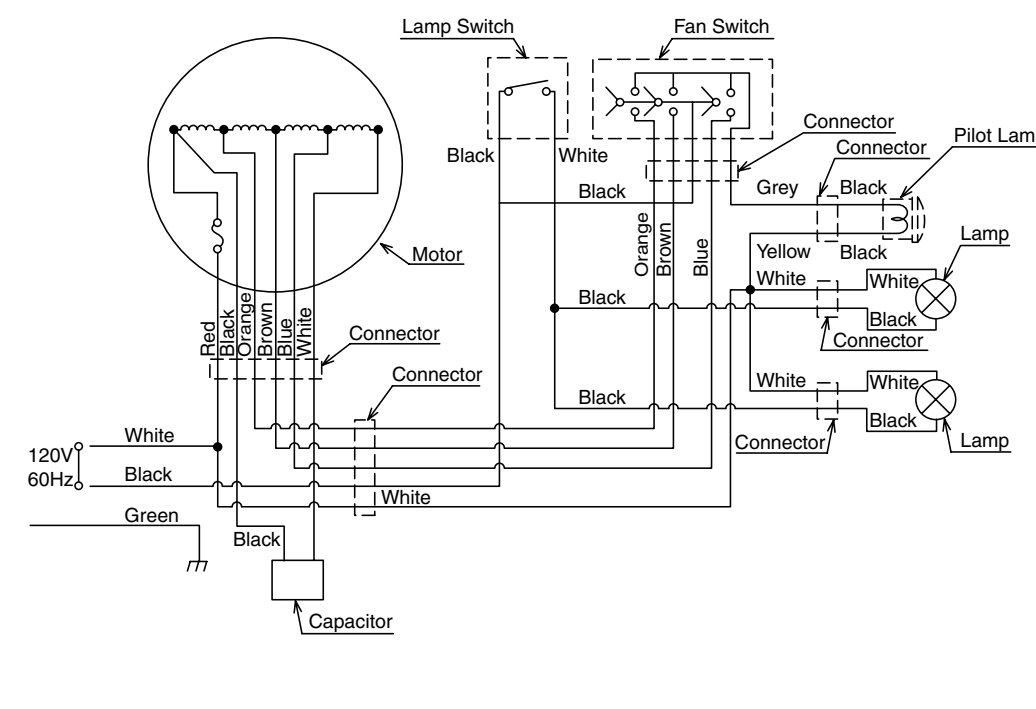 Lamp Switch
Fan Switch
Connector
Pilot Lam
Connector
Black
White
Grey
Black
Black
Orange
Brown
Blue
Yellow
Black
Lamp
Motor
White
White
Black
Black
Connector
Red
Black
Orange
Brown
Blue
White
Connector
Connector
White
White
Black
Black
Connector
Lamp
White
120V
60Hz
Black
White
Green
Black
Capacitor